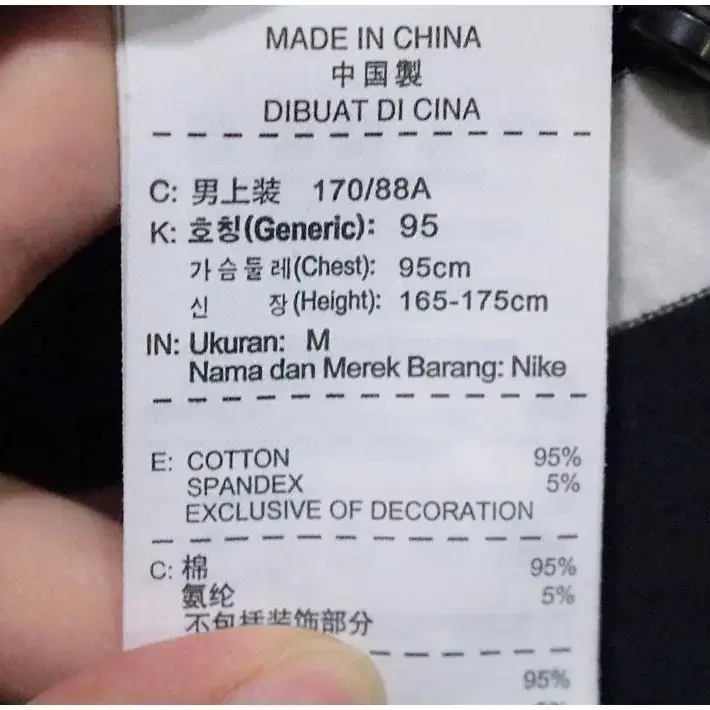 MADE IN CHINA
中国製
DIBUAT DI CINA
C: 男上装 170/88A
K: 호칭(Generic): 95
가슴둘레(Chest): 95cm
신 장(Height): 165-175cm
IN: Ukuran: M
Nama dan Merek Barang: Nike
E: COTTON 95%
SPANDEX 5%
EXCLUSIVE OF DECORATION
C: 棉 95%
氨纶 5%
不包括装饰部分
95%